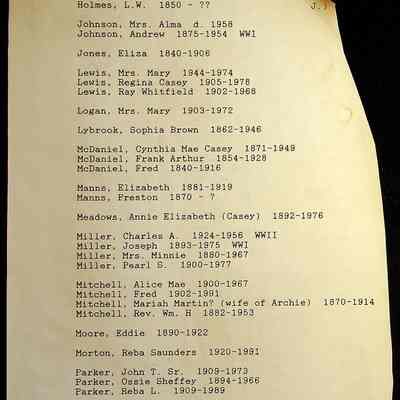 Holmes, L.W. 1850 - ??
J.
Johnson, Mrs. Alma d. 1958
Johnson, Andrew 1875-1954 WW1
Jones, Eliza 1840-1906
Lewis, Mrs. Mary 1944-1974
Lewis, Regina Casey 1905-1978
Lewis, Ray Whitfield 1902-1968
Logan, Mrs. Mary 1903-1972
Lybrook, Sophia Brown 1862-1946
McDaniel, Cynthia Mae Casey 1871-1949
McDaniel, Frank Arthur 1854-1928
McDaniel, Fred 1840-1916
Manns, Elizabeth 1881-1919
Manns, Preston 1870 - ?
Meadows, Annie Elizabeth (Casey) 1892-1976
Miller, Charles A. 1924-1956 WWII
Miller, Joseph 1893-1975 WWI
Miller, Mrs. Minnie 1880-1967
Miller, Pearl S. 1900-1977
Mitchell, Alice Mae 1900-1967
Mitchell, Fred 1902-1991
Mitchell, Mariah Martin? (wife of Archie) 1870-1914
Mitchell, Rev. Wm. H 1882-1953
Moore, Eddie 1890-1922
Morton, Reba Saunders 1920-1991
Parker, John T. Sr. 1909-1973
Parker, Ossie Sheffey 1894-1966
Parker, Reba L. 1909-1989